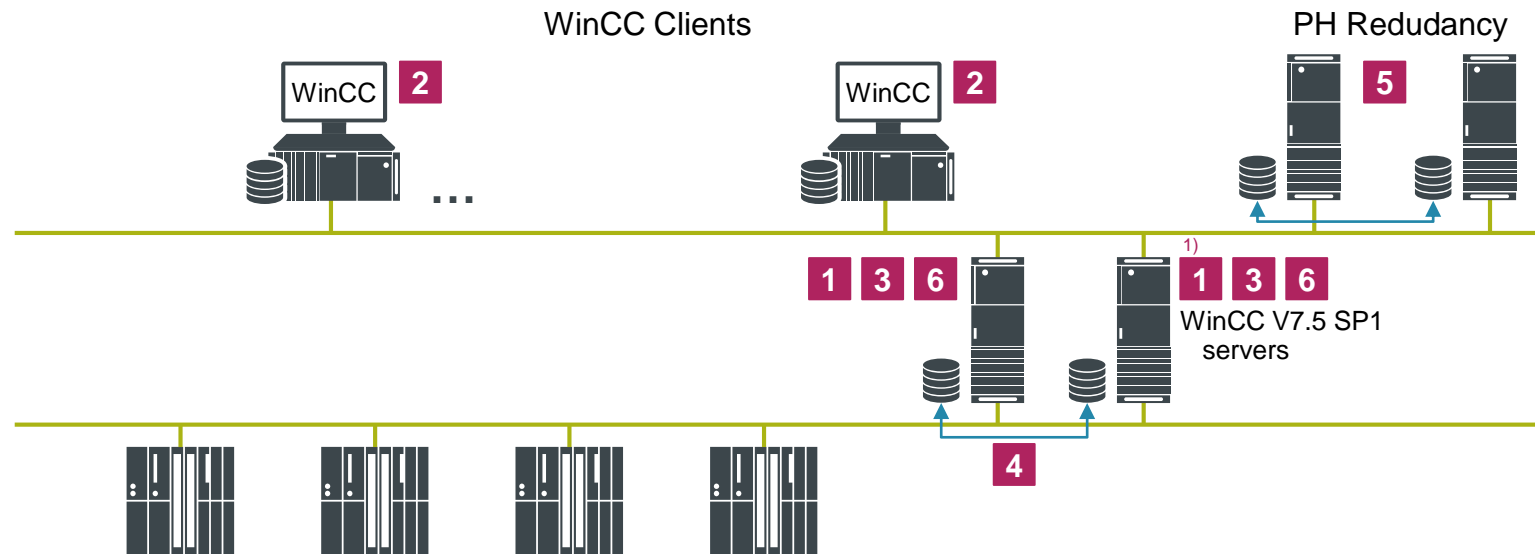 WinCC Clients
PH Redudancy
WinCC 2
WinCC 2
5
...
1)
1 3 6
1 3 6
WinCC V7.5 SP1
servers
4